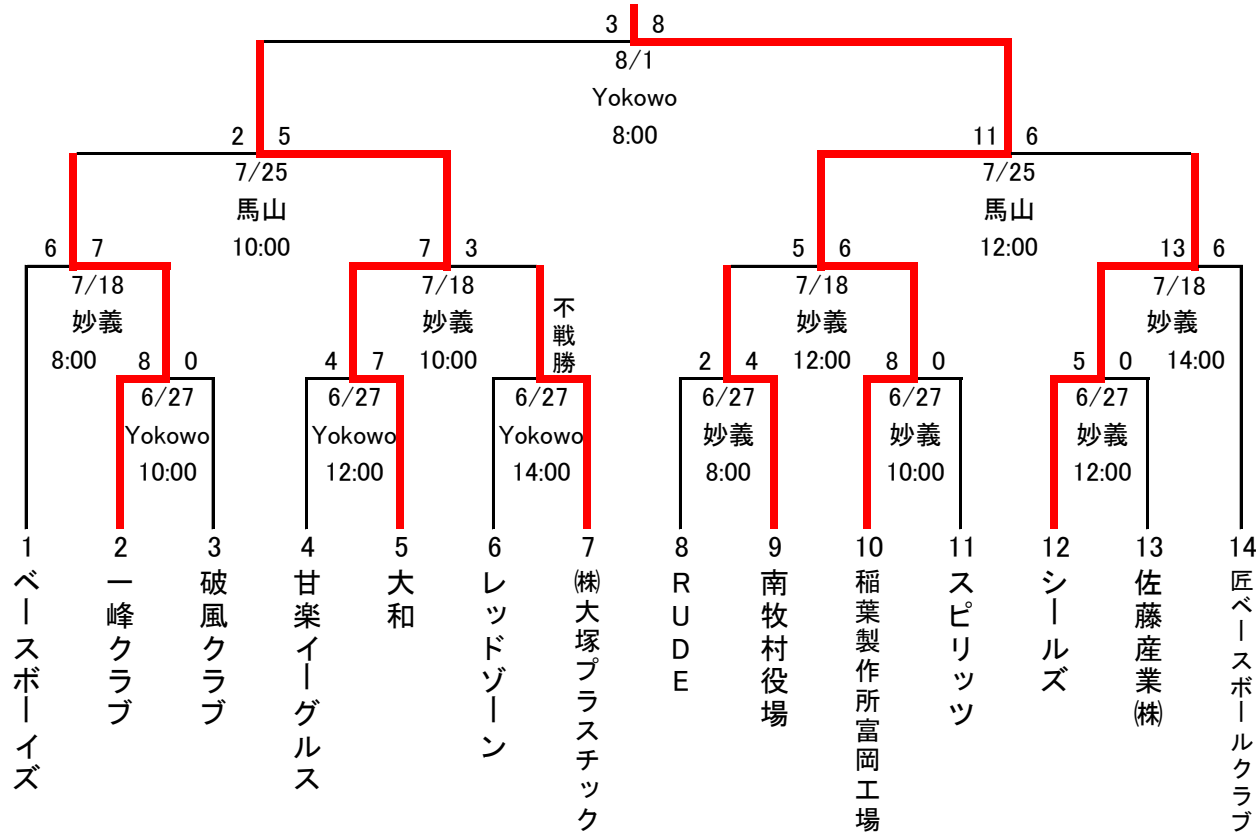 3 8
8/1
Yokowo
8:00
2 5
7/25
馬山
10:00
11 6
7/25
馬山
12:00
6 7
7/18
妙義
8:00
7 3
7/18
妙義
10:00
5 6
7/18
妙義
12:00
13 6
7/18
妙義
14:00
8 0
6/27
Yokowo
10:00
4 7
6/27
Yokowo
12:00
不戦勝
6/27
Yokowo
14:00
2 4
6/27
妙義
8:00
8 0
6/27
妙義
10:00
5 0
6/27
妙義
12:00
1
ベースボーイズ
2
一峰クラブ
3
破風クラブ
4
甘楽イーグルス
5
大和
6
レッドゾーン
7
㈱大塚プラスチック
8
RUDE
9
南牧村役場
10
稲葉製作所富岡工場
11
スピリッツ
12
シールズ
13
佐藤産業㈱
14
匠ベースボールクラブ